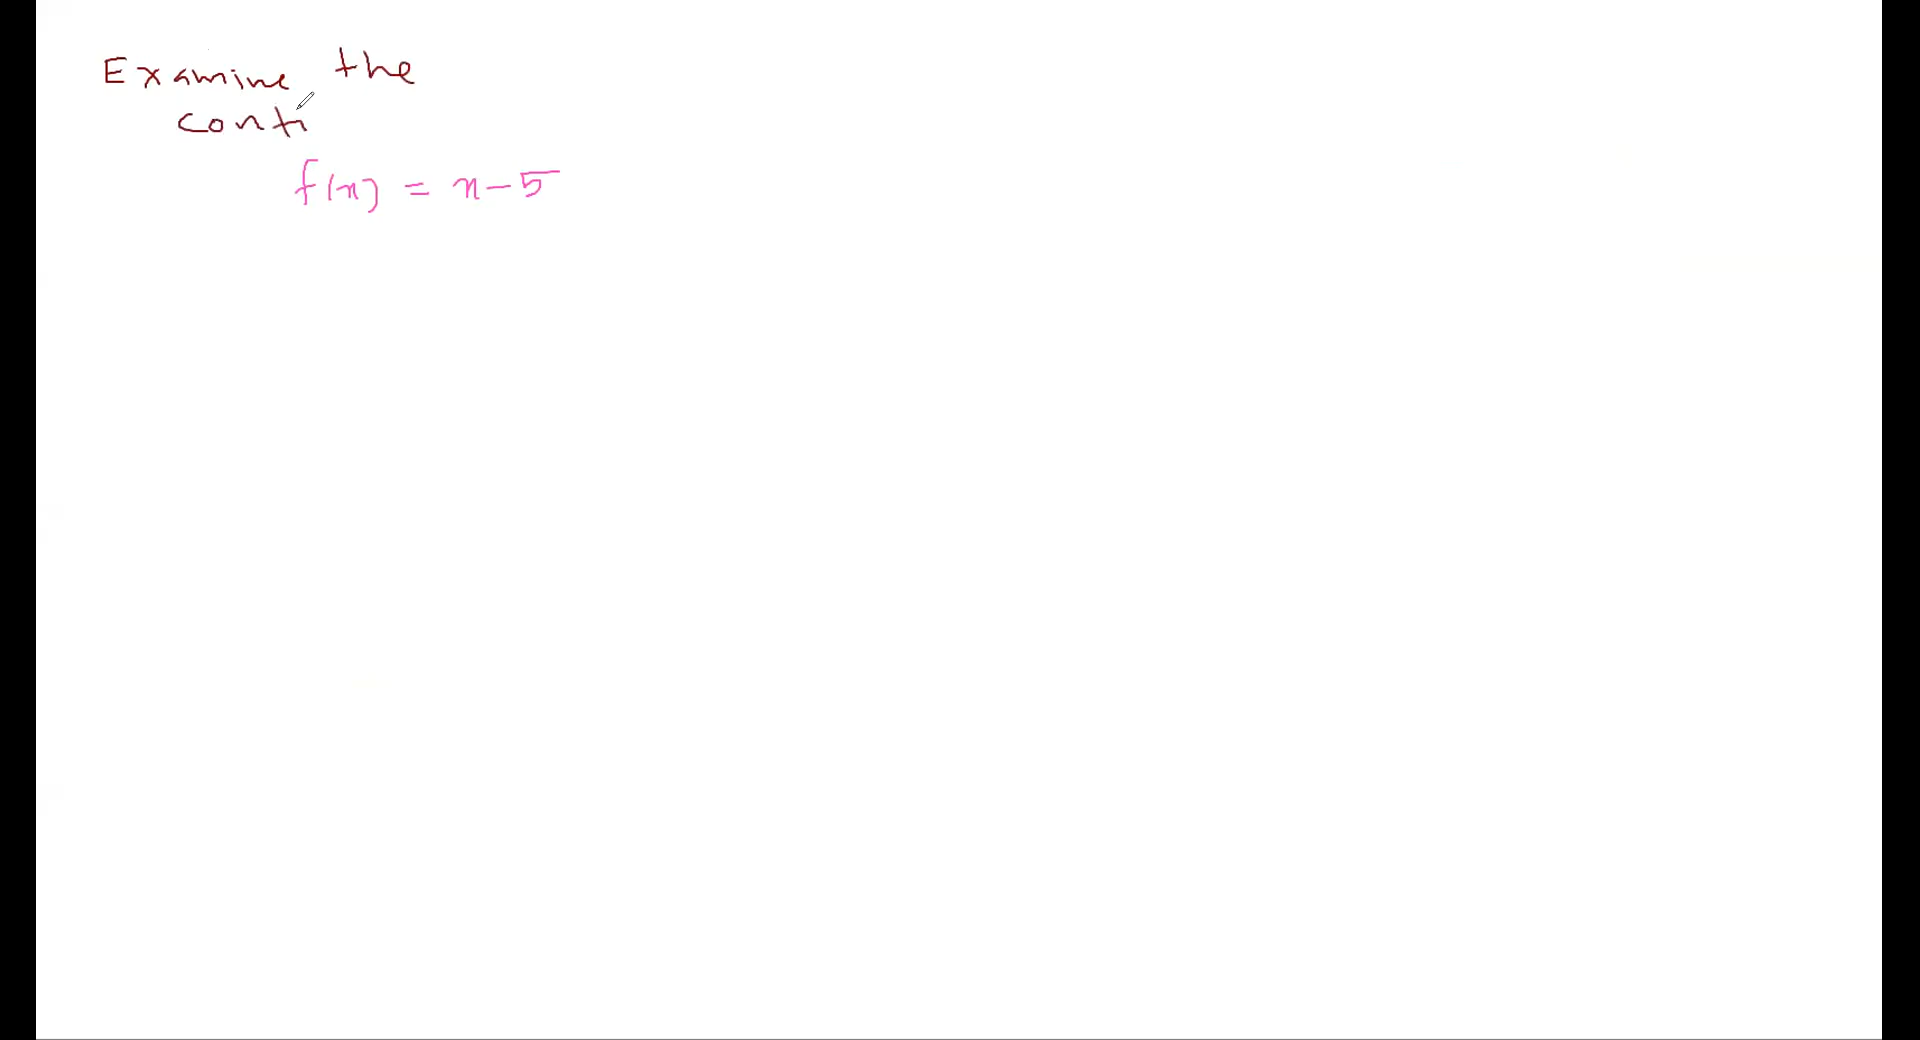 Examine the
conti
f(x) = x-5